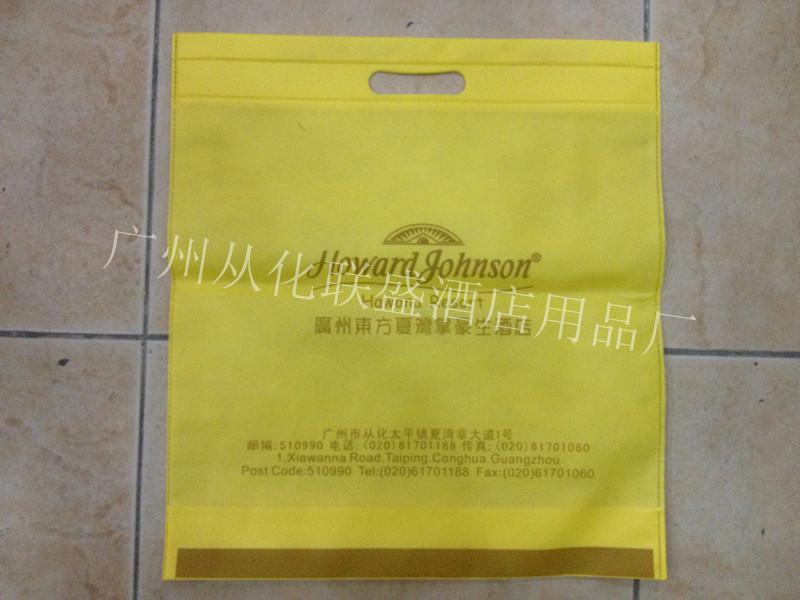 Howard Johnson®
Hawana Resort
廣州東方夏灣拿豪生酒店
广州从化联盛酒店用品厂
广州市从化太平镇夏湾拿大道1号
邮编:510990 电话:(020)61701188 传真:(020)61701060
1,Xiawanna Road,Taiping,Conghua,Guangzhou
Post Code:510990 Tel:(020)61701188 Fax:(020)61701060